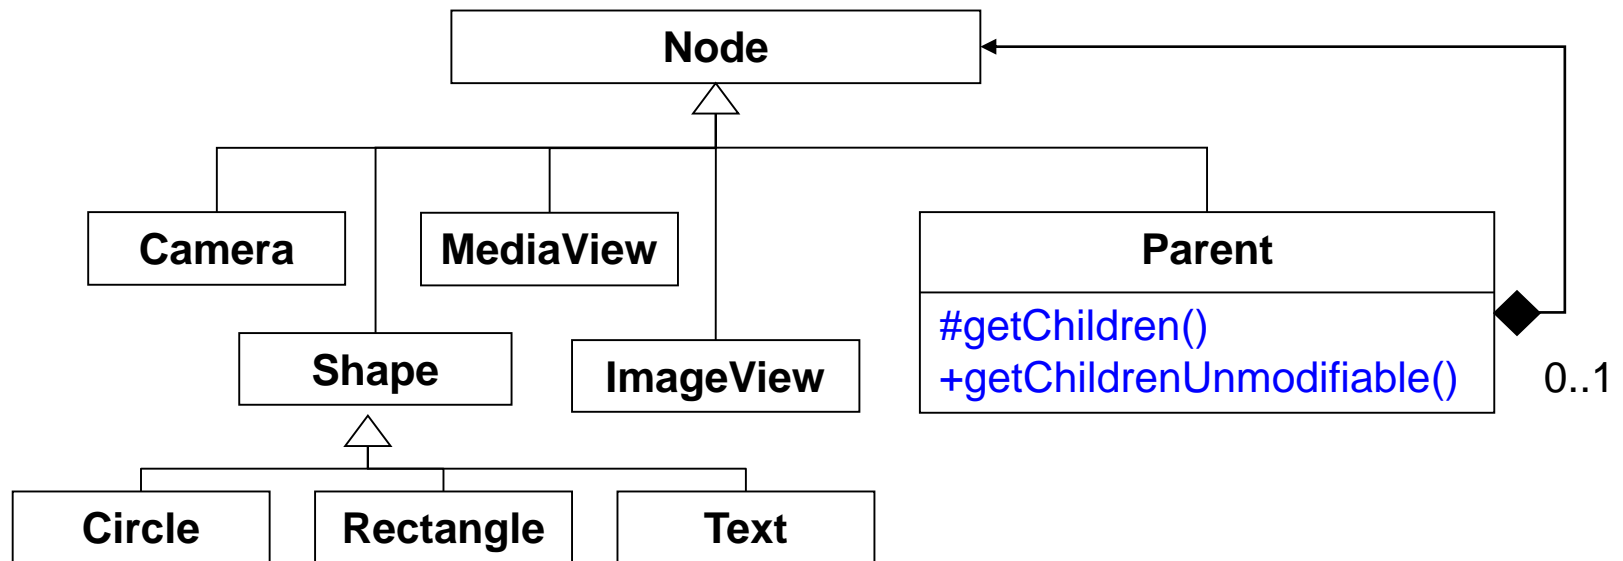 Node
Camera
MediaView
Parent
Shape
ImageView
#getChildren()
+getChildrenUnmodifiable()
0..1
Circle
Rectangle
Text